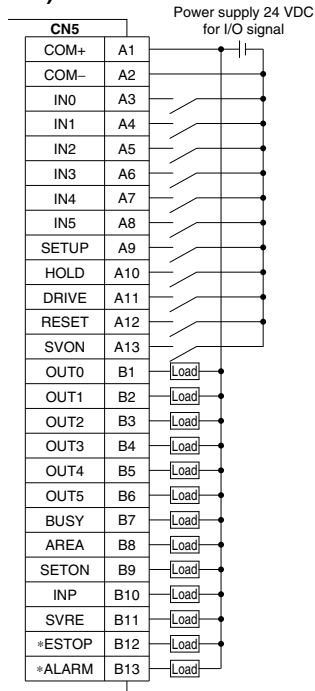 Power supply 24 VDC
for I/O signal
CN5
COM+ A1
COM– A2
IN0 A3
IN1 A4
IN2 A5
IN3 A6
IN4 A7
IN5 A8
SETUP A9
HOLD A10
DRIVE A11
RESET A12
SVON A13
OUT0 B1 Load
OUT1 B2 Load
OUT2 B3 Load
OUT3 B4 Load
OUT4 B5 Load
OUT5 B6 Load
BUSY B7 Load
AREA B8 Load
SETON B9 Load
INP B10 Load
SVRE B11 Load
*ESTOP B12 Load
*ALARM B13 Load